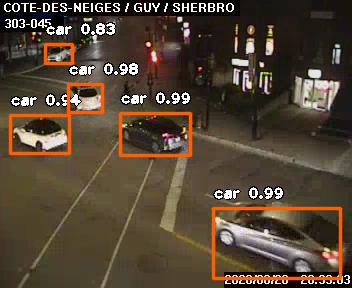 COTE-DES-NEIGES / GUY / SHERBRO
303-045
car 0.83
car 0.98
car 0.94
car 0.99
car 0.99